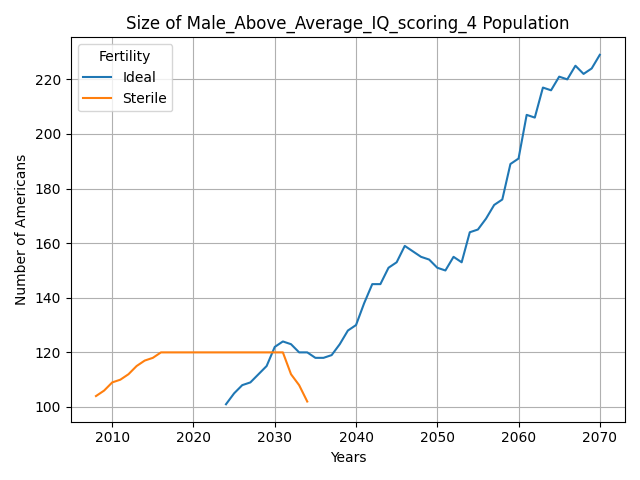 Size of Male_Above_Average_IQ_scoring_4 Population
Fertility
Ideal
Sterile
Number of Americans
220
200
180
160
140
120
100
2010 2020 2030 2040 2050 2060 2070
Years